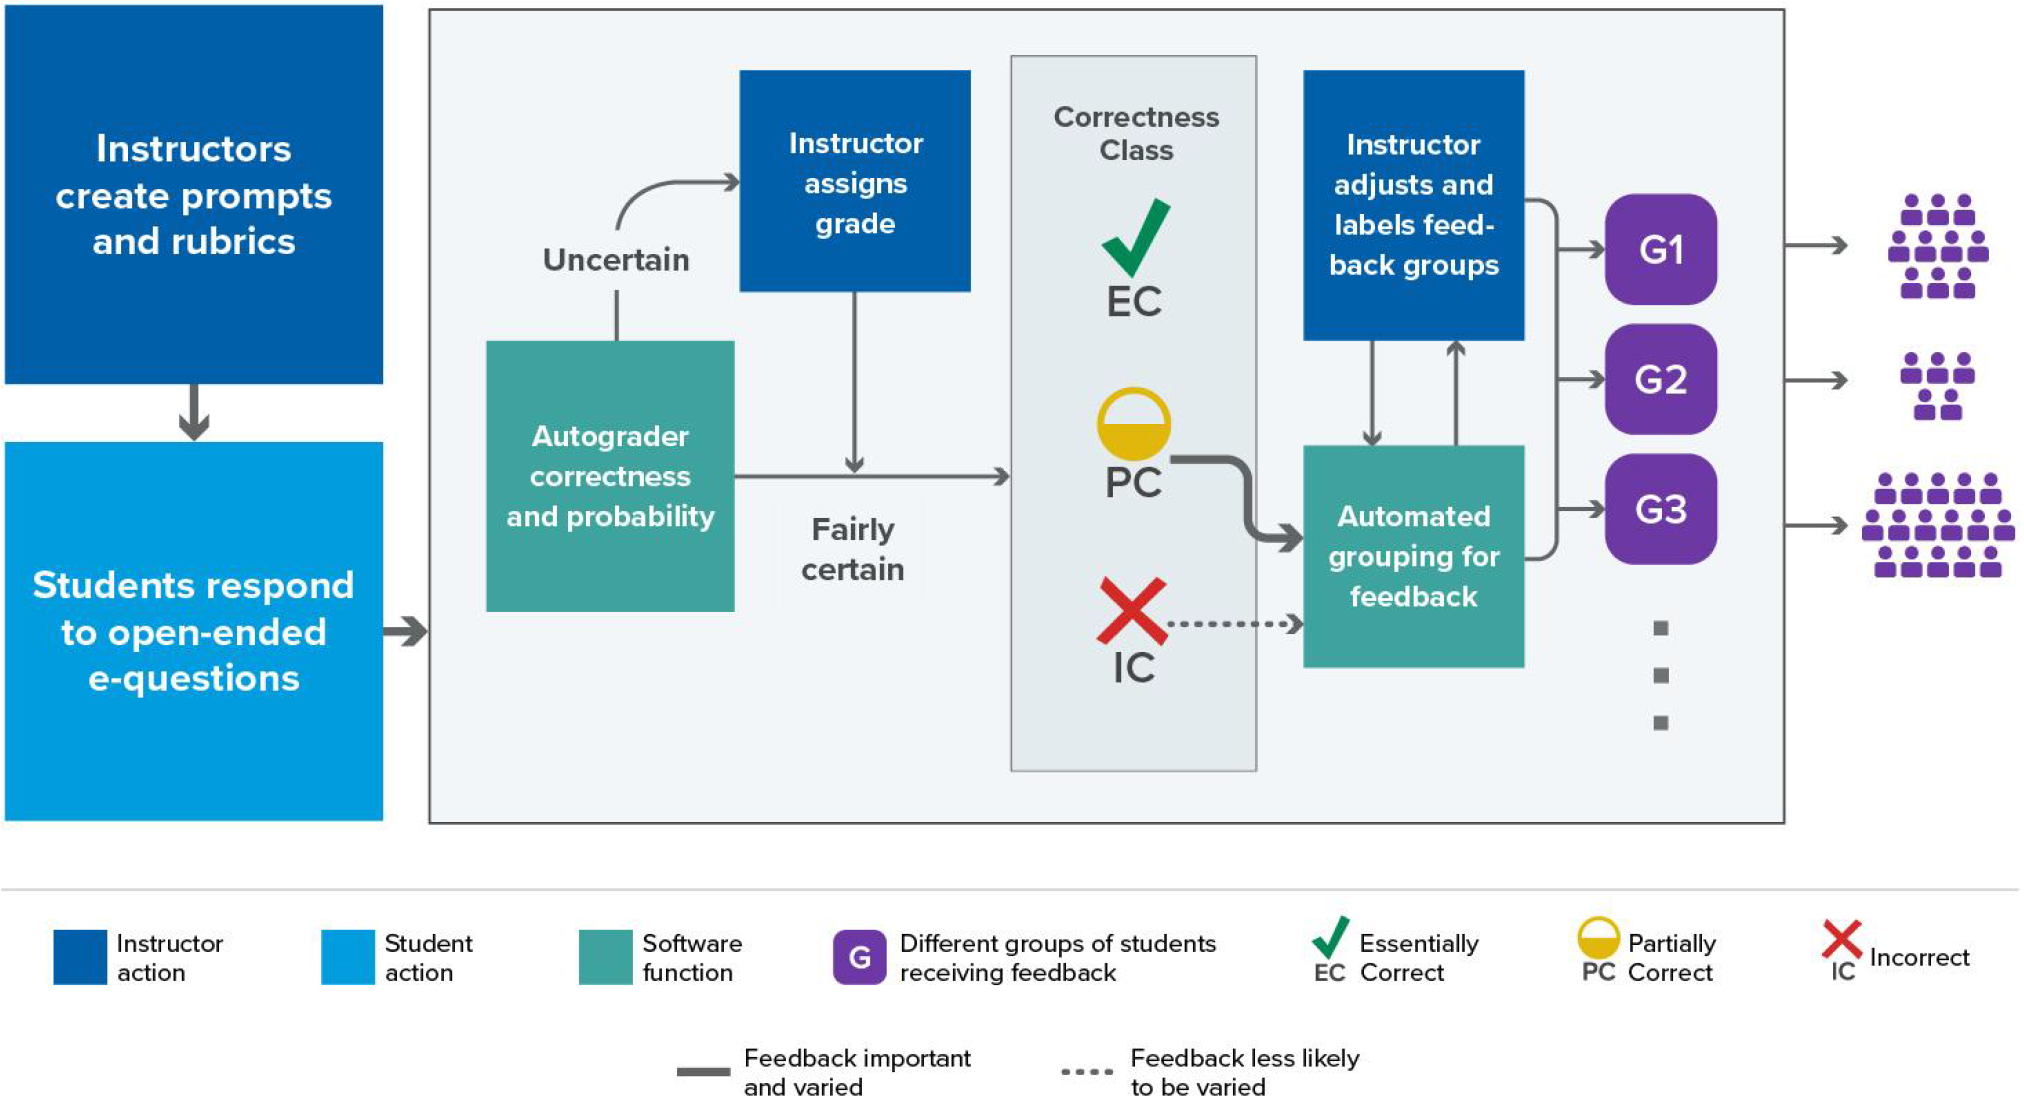 Instructors
create prompts
and rubrics
Students respond
to open-ended
e-questions
Uncertain
Autograder
correctness
and probability
Instructor
assigns
grade
Fairly
certain
Correctness
Class
EC
PC
IC
Instructor
adjusts and
labels feed-
back groups
Automated
grouping for
feedback
G1
G2
G3
Instructor
action
Student
action
Software
function
G
Different groups of students
receiving feedback
EC
Essentially
Correct
PC
Partially
Correct
IC
Incorrect
Feedback important
and varied
Feedback less likely
to be varied